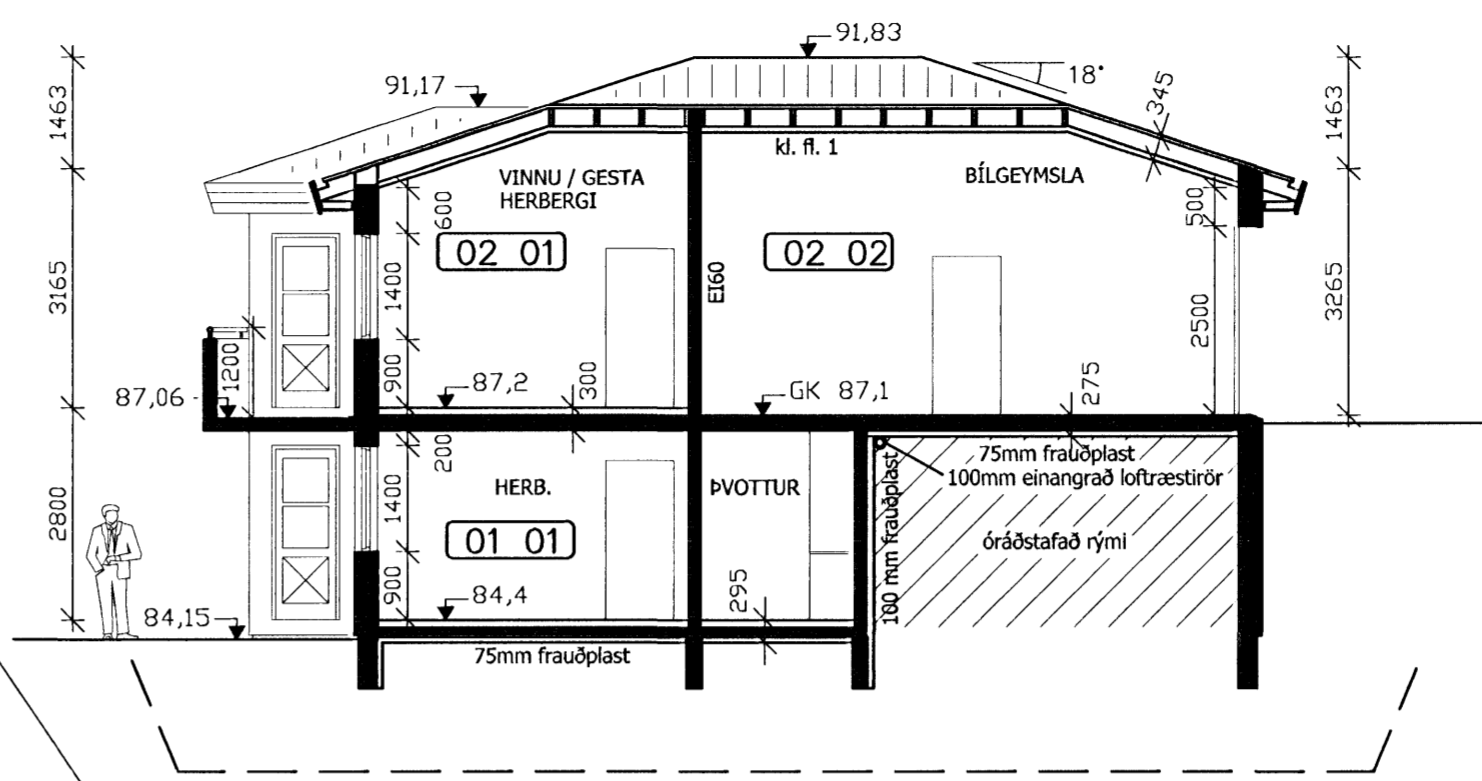 91,83
18°
91,17
345
1463
1463
kl. fl. 1
VINNU / GESTA
HERBERGI
BÍLGEYMSLA
600
500
02 01
02 02
EI60
3165
1400
2500
3265
1200
900
87,2
300
GK 87,1
275
87,06
200
75mm frauðplast
100mm einangrað loftræstirör
HERB.
ÞVOTTUR
100 mm frauðplast
2800
1400
01 01
óráðstafað rými
900
84,4
295
84,15
75mm frauðplast